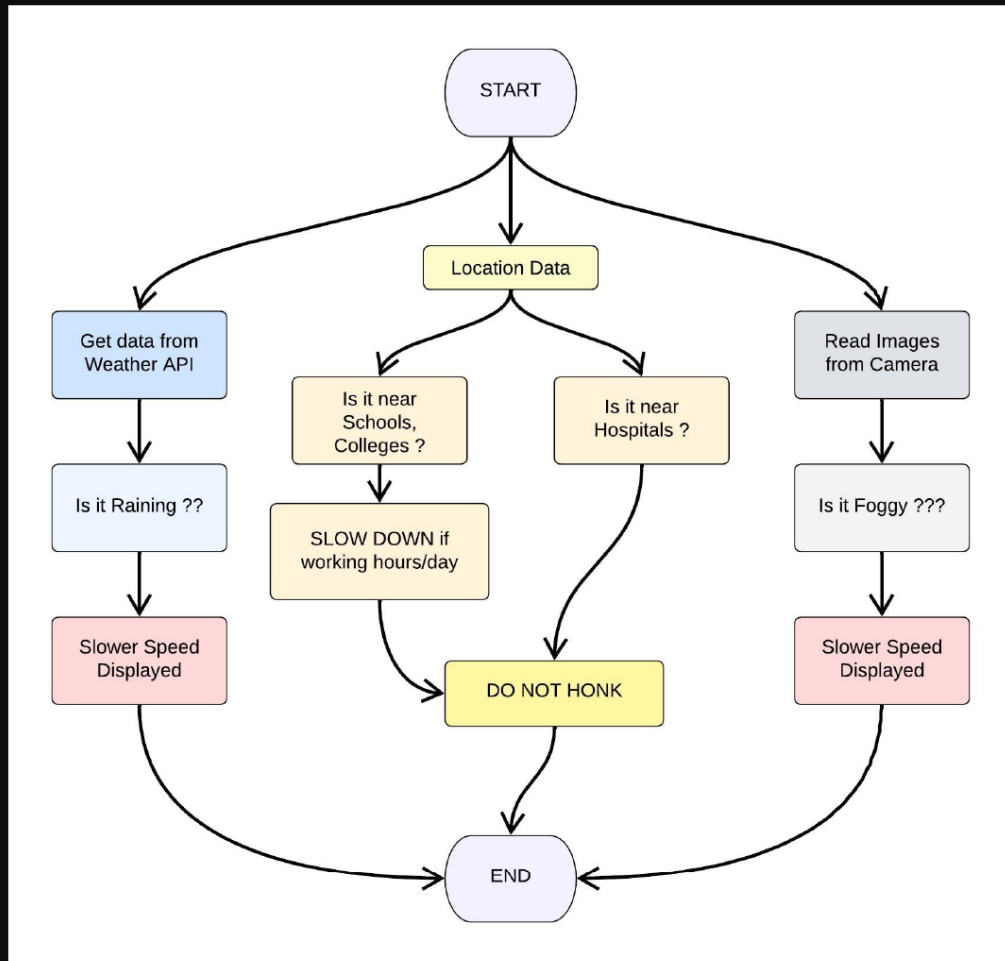 START
Location Data
Get data from
Weather API
Read Images
from Camera
Is it near
Schools,
Colleges ?
Is it near
Hospitals ?
Is it Raining ??
SLOW DOWN if
working hours/day
Is it Foggy ???
Slower Speed
Displayed
DO NOT HONK
Slower Speed
Displayed
END